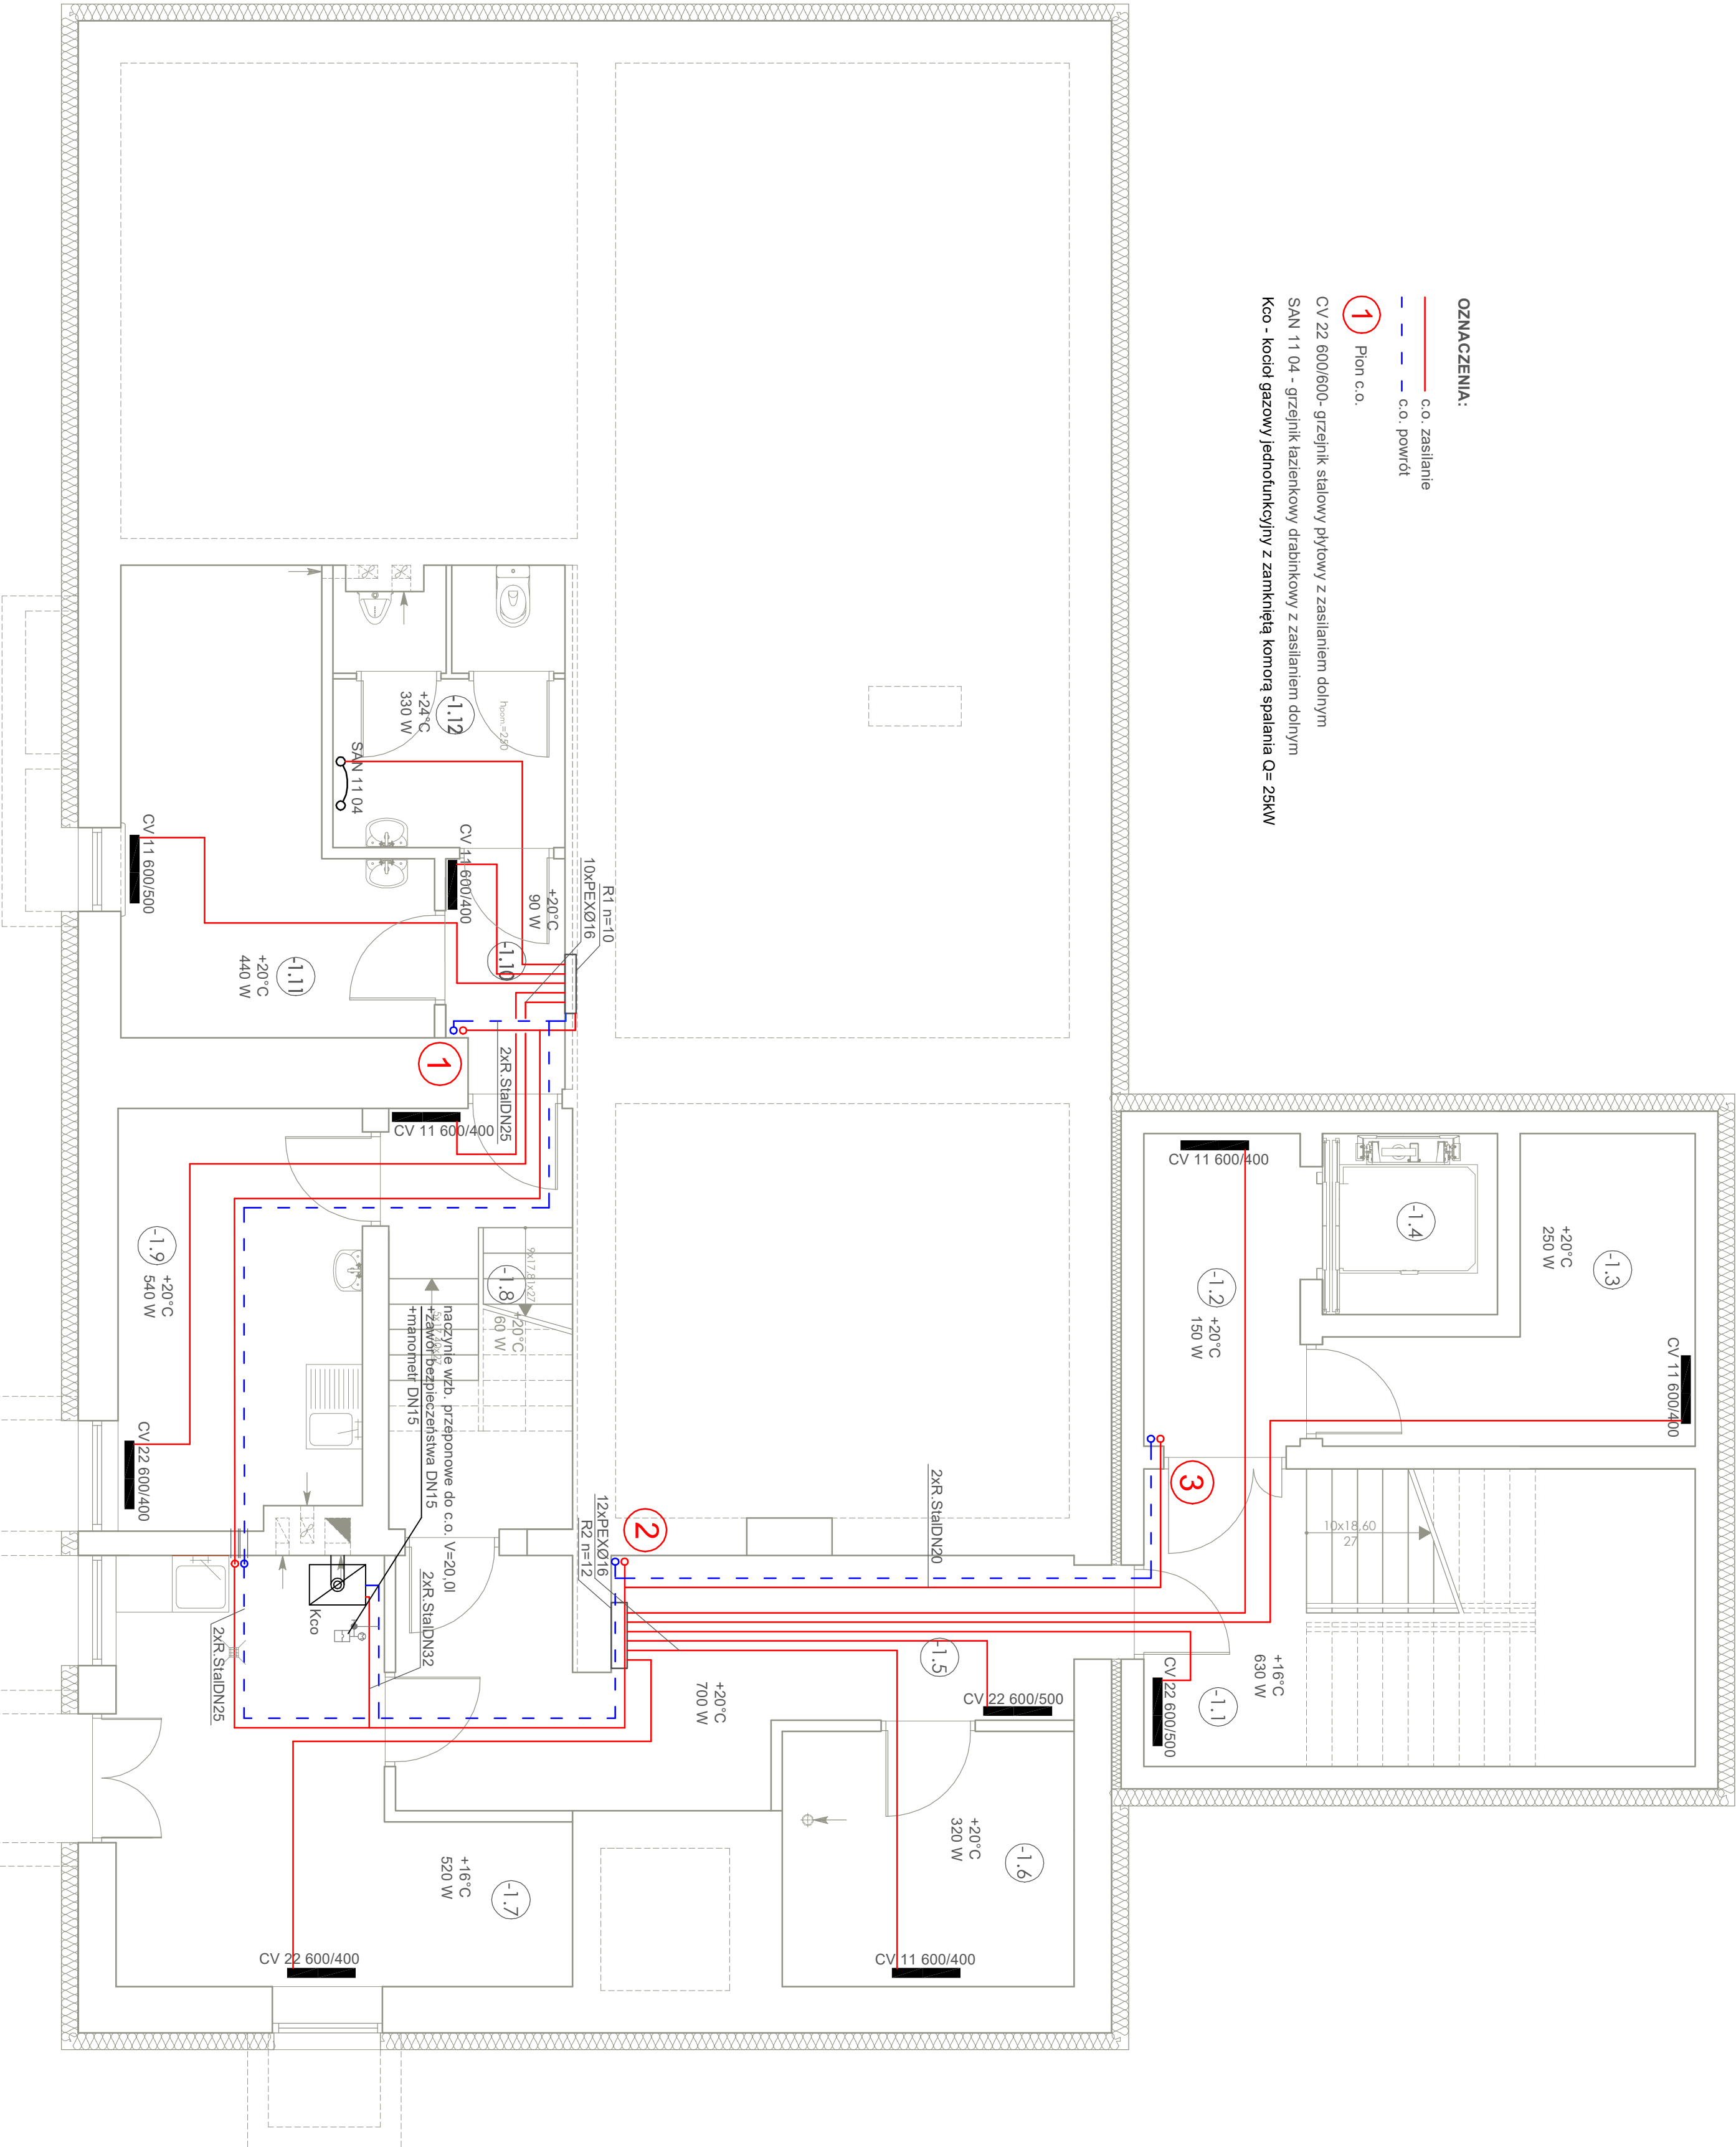 OZNACZENIA:
c.o. zasilanie
c.o. powrót
1 Pion c.o.
CV 22 600/600- grzejnik stalowy płytowy z zasilaniem dolnym
SAN 11 04 - grzejnik łazienkowy drabinkowy z zasilaniem dolnym
Kco - kocioł gazowy jednofunkcyjny z zamkniętą komorą spalania Q= 25kW
-1.3
+20°C
250 W
CV 11 600/400
-1.4
CV 11 600/400
-1.2
+20°C
150 W
3
10x18,60
27
+16°C
630 W
-1.1
CV 22 600/500
2xR.StalDN20
-1.5
CV 22 600/500
+20°C
700 W
-1.6
+20°C
320 W
CV 11 600/400
2
12xPEXØ16
R2 n=12
R1 n=10
10xPEXØ16
hpom.=250
-1.12
+24°C
330 W
SAN 11 04
CV 11 600/400
+20°C
90 W
-1.10
CV 11 600/500
-1.11
+20°C
440 W
1
2xR.StalDN25
CV 11 600/400
9x17,81x27
-1.8
+20°C
60 W
naczynie wzb. przeponowe do c.o. V=20,0l
+zawór bezpieczeństwa DN15
+manometr DN15
-1.9
+20°C
540 W
CV 22 600/400
2xR.StalDN32
Kco
2xR.StalDN25
-1.7
+16°C
520 W
CV 22 600/400